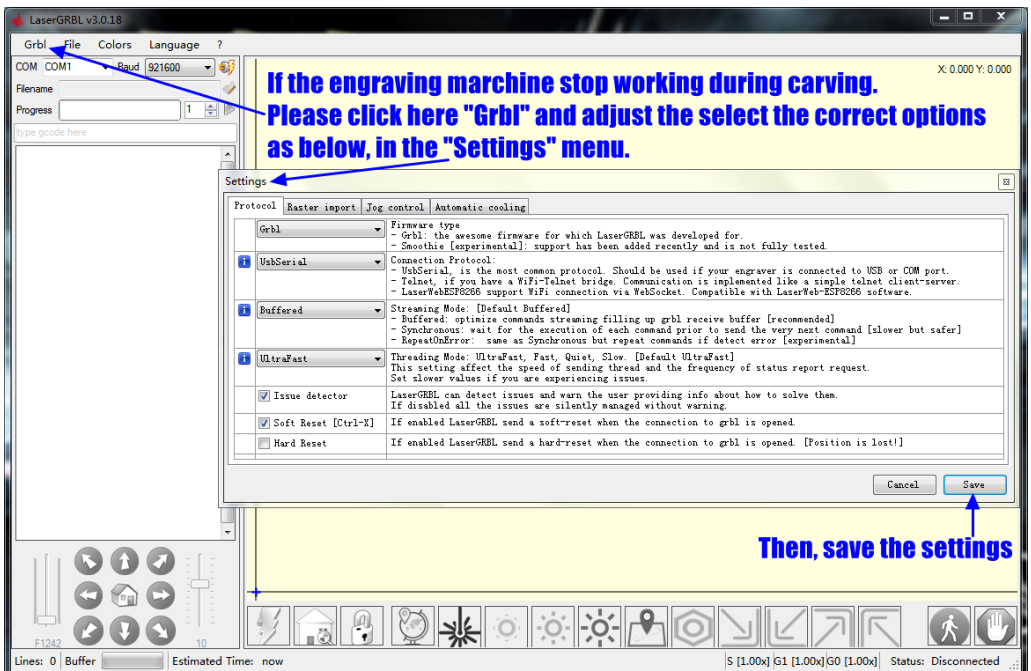 LaserGRBL v3.0.18
Grbl File Colors Language ?
COM COM1 Baud 921600
Filename
Progress 1
type gcode here
X: 0.000 Y: 0.000
If the engraving marchine stop working during carving.
Please click here "Grbl" and adjust the select the correct options
as below, in the "Settings" menu.
Settings
Protocol Raster import Jog control Automatic cooling
Grbl
Firmware type
- Grbl: the awesome firmware for which LaserGRBL was developed for.
- Smoothie [experimental]: support has been added recently and is not fully tested.
UsbSerial
Connection Protocol:
- UsbSerial, is the most common protocol. Should be used if your engraver is connected to USB or COM port.
- Telnet, if you have a WiFi-Telnet bridge. Communication is implemented like a simple telnet client-server.
- LaserWebESP8266 support WiFi connection via WebSocket. Compatible with LaserWeb-ESP8266 software.
Buffered
Streaming Mode: [Default Buffered]
- Buffered: optimize commands streaming filling up grbl receive buffer [recommended]
- Synchronous: wait for the execution of each command prior to send the very next command [slower but safer]
- RepeatOnError: same as Synchronous but repeat commands if detect error [experimental]
UltraFast
Threading Mode: UltraFast, Fast, Quiet, Slow. [Default UltraFast]
This setting affect the speed of sending thread and the frequency of status report request.
Set slower values if you are experiencing issues.
Issue detector
LaserGRBL can detect issues and warn the user providing info about how to solve them.
If disabled all the issues are silently managed without warning.
Soft Reset [Ctrl-X] If enabled LaserGRBL send a soft-reset when the connection to grbl is opened.
Hard Reset If enabled LaserGRBL send a hard-reset when the connection to grbl is opened. [Position is lost!]
Cancel Save
Then, save the settings
F1242 10
Lines: 0 Buffer Estimated Time: now S [1.00x] G1 [1.00x] G0 [1.00x] Status: Disconnected